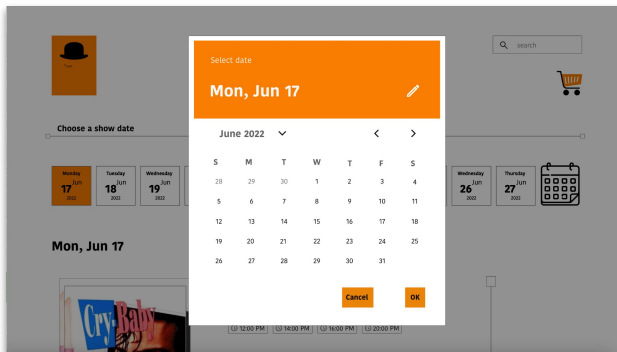 search
Choose a show date
Monday
17 Jun
2022
Tuesday
18 Jun
2022
Wednesday
19 Jun
2022
Wednesday
26 Jun
2022
Thursday
27 Jun
2022
Mon, Jun 17
Cry-Baby
12:00 PM 14:00 PM 16:00 PM 20:00 PM
Select date
Mon, Jun 17
June 2022
S M T W T F S
28 29 30 1 2 3 4
5 6 7 8 9 10 11
12 13 14 15 16 17 18
19 20 21 22 23 24 25
26 27 28 29 30 31
Cancel OK